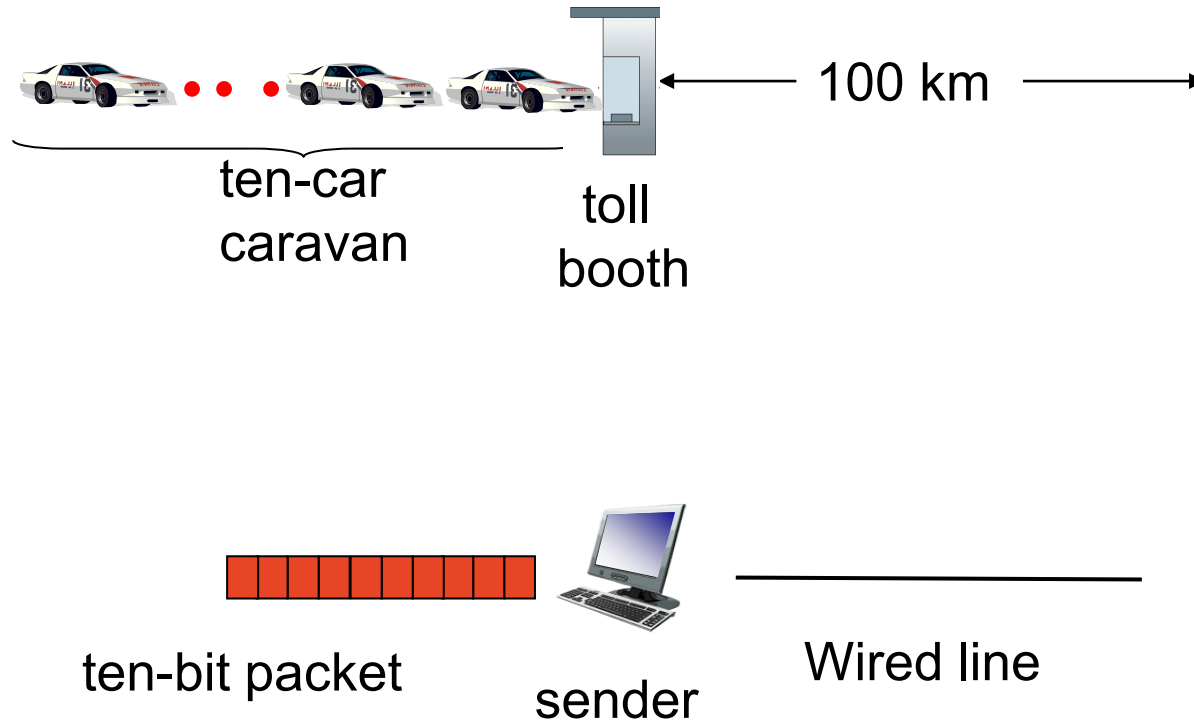 100 km
ten-car
caravan
toll
booth
ten-bit packet
sender
Wired line